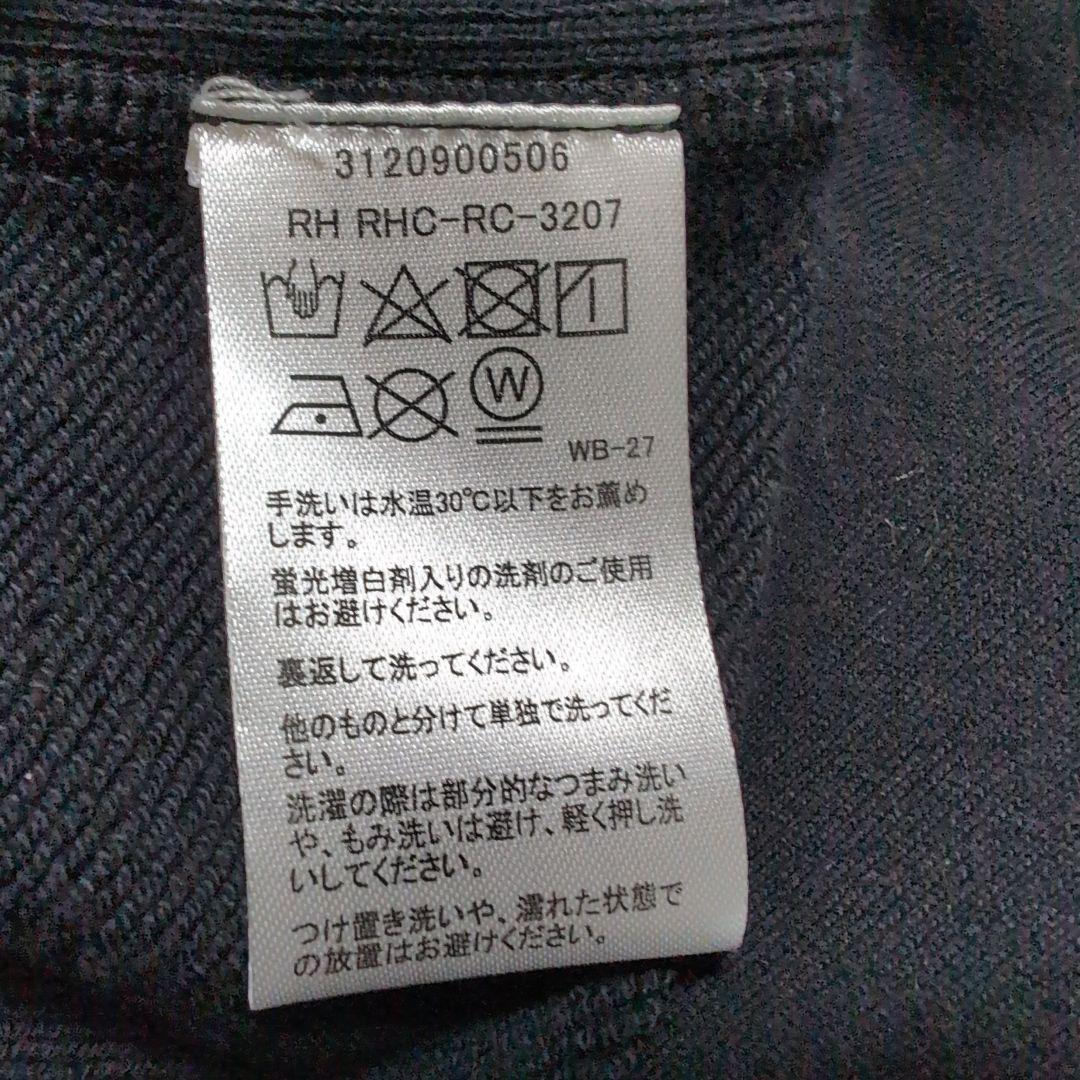 3120900506
RH RHC-RC-3207
W
WB-27
手洗いは水温30℃以下をお薦め
します。
蛍光増白剤入りの洗剤のご使用
はお避けください。
裏返して洗ってください。
他のものと分けて単独で洗ってくだ
さい。
洗濯の際は部分的なつまみ洗い
や、もみ洗いは避け、軽く押し洗
いしてください。
つけ置き洗いや、濡れた状態で
の放置はお避けください。